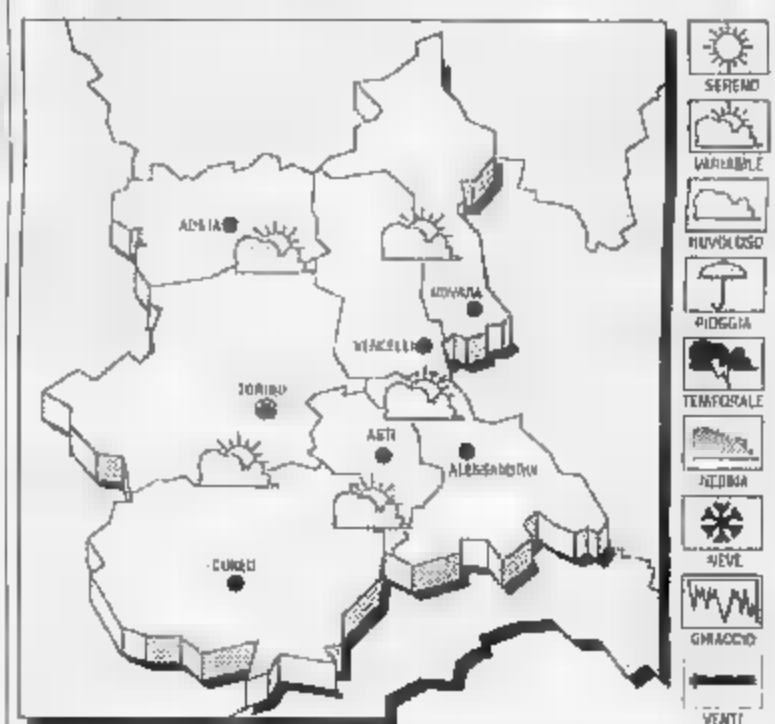 SERENO
VARIABILE
NUVOLOSO
PIOGGIA
TEMPORALE
NEBBIA
NEVE
GHIACCIO
VENTI
AOSTA
NOVARA
VERCELLI
TORINO
ASTI
ALESSANDRIA
CUNEO